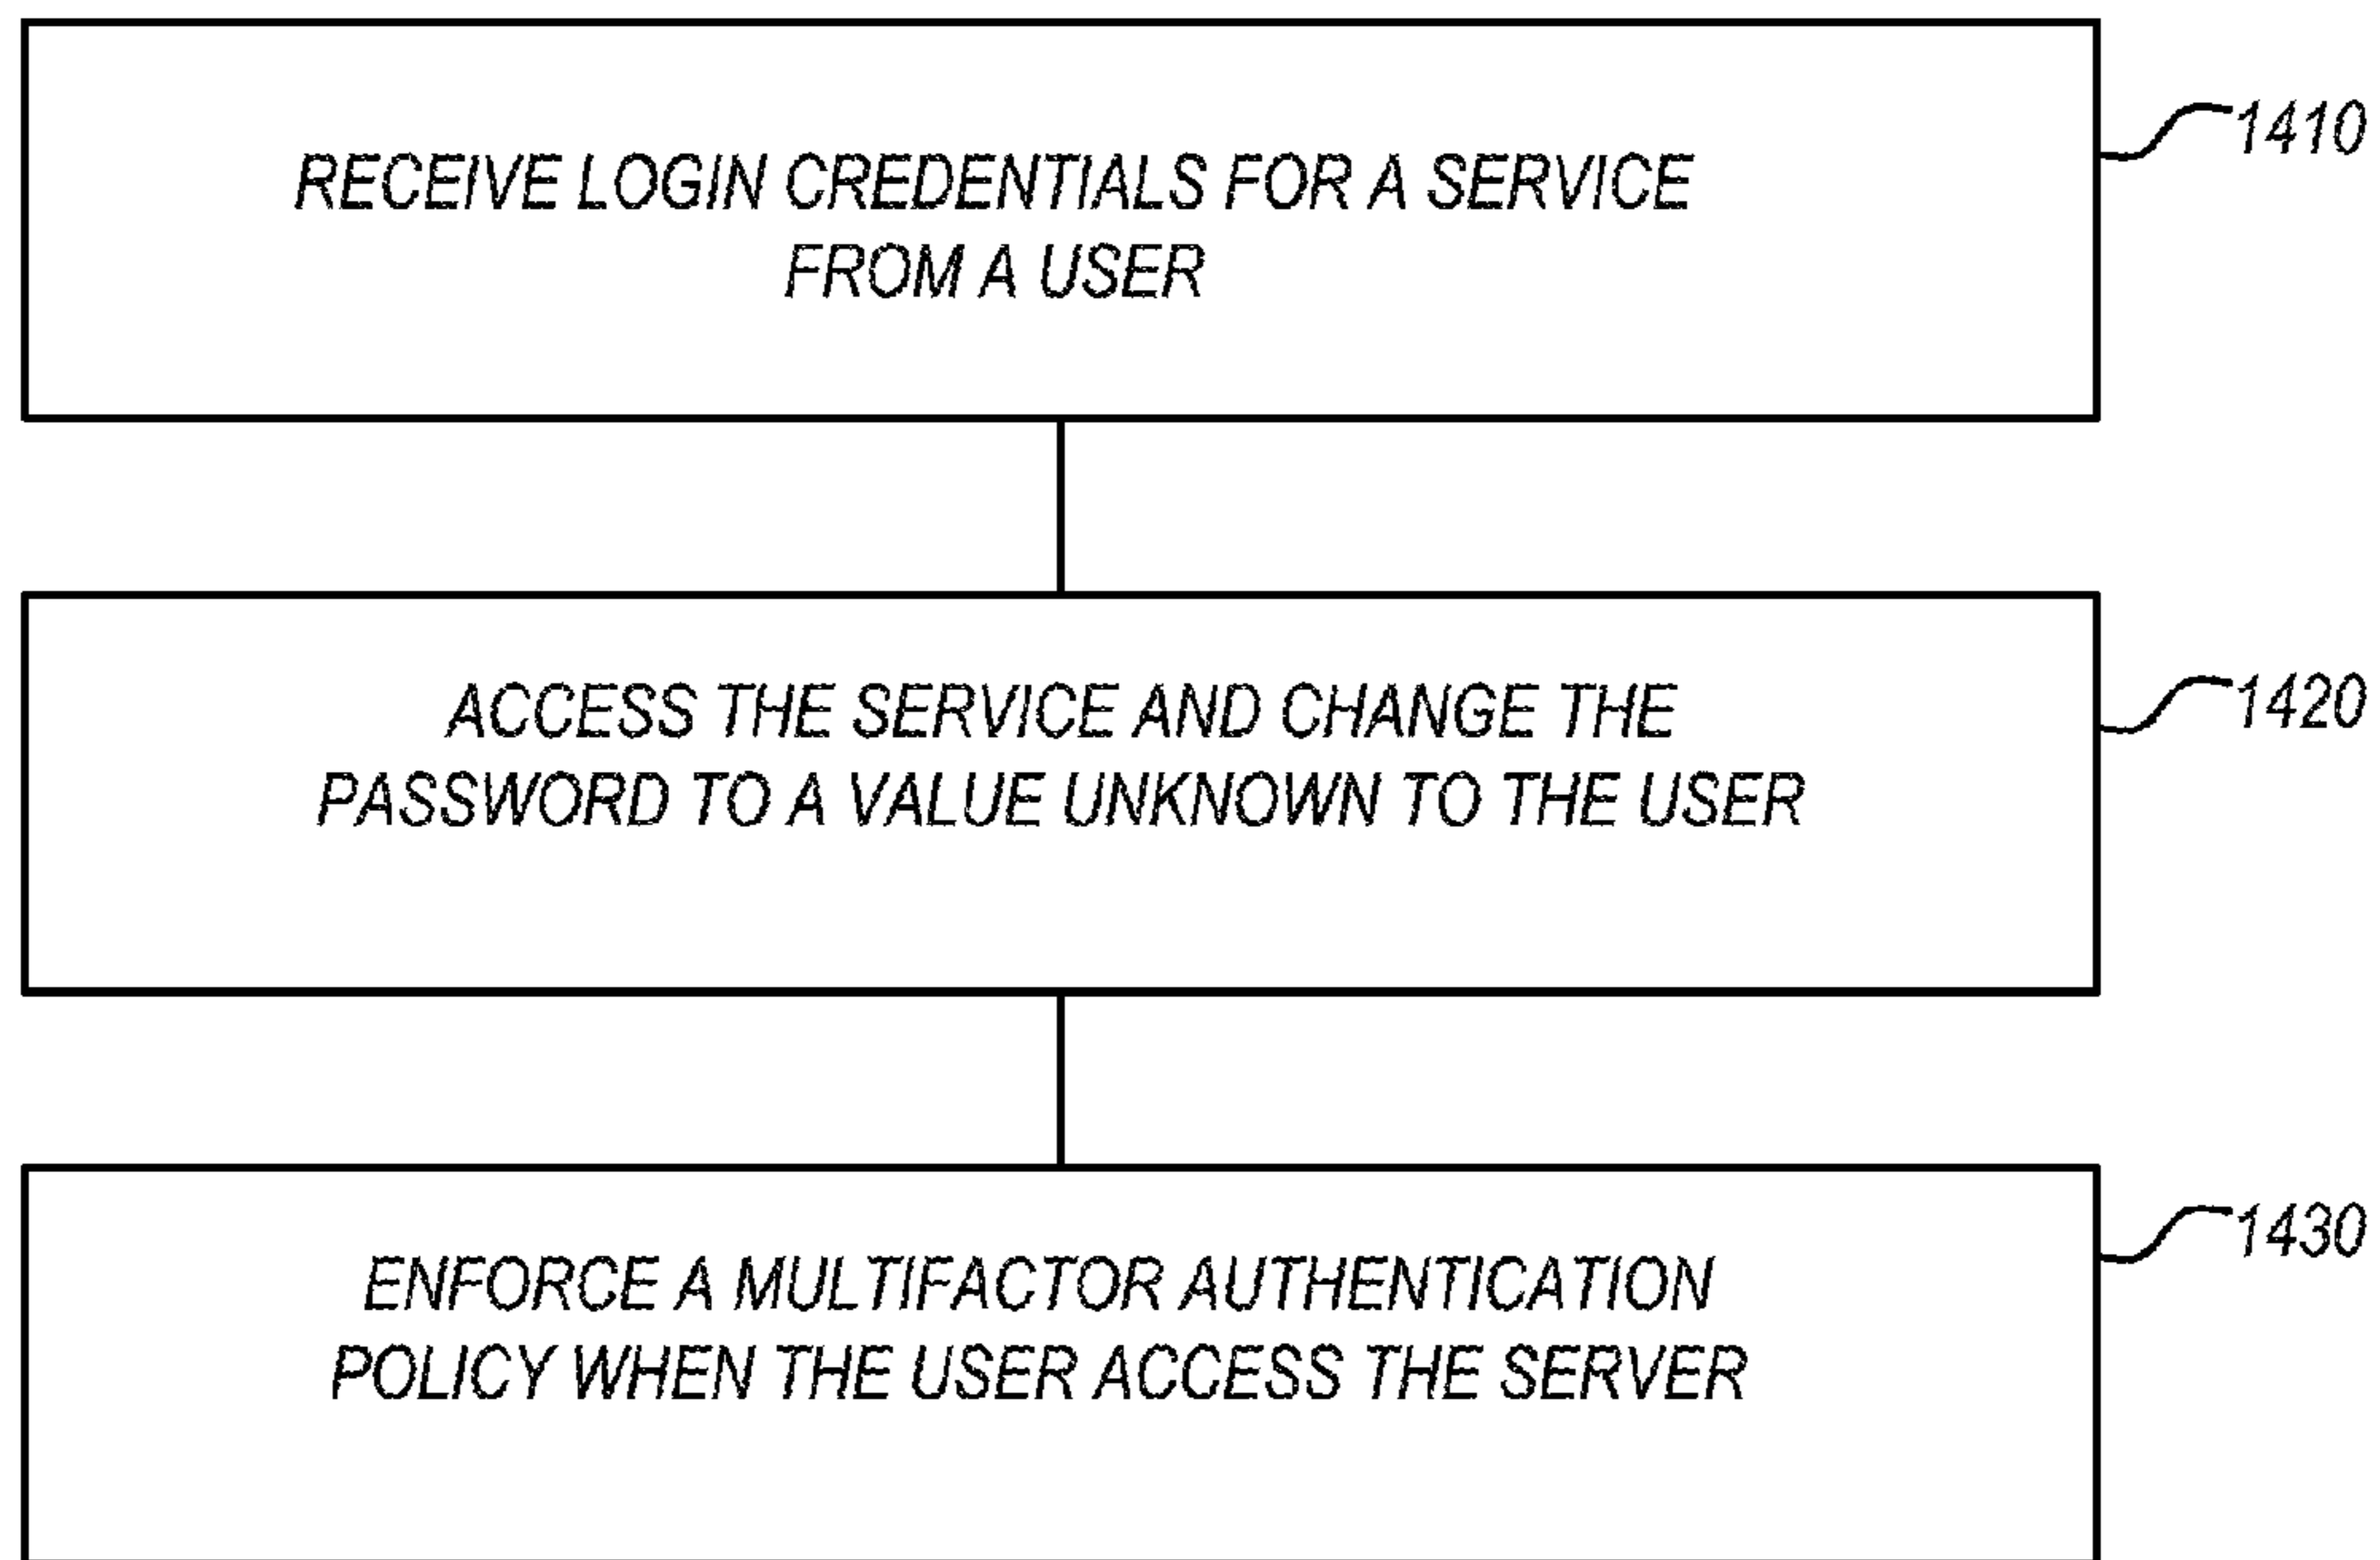 RECEIVE LOGIN CREDENTIALS FOR A SERVICE
FROM A USER
1410
ACCESS THE SERVICE AND CHANGE THE
PASSWORD TO A VALUE UNKNOWN TO THE USER
1420
ENFORCE A MULTIFACTOR AUTHENTICATION
POLICY WHEN THE USER ACCESS THE SERVER
1430